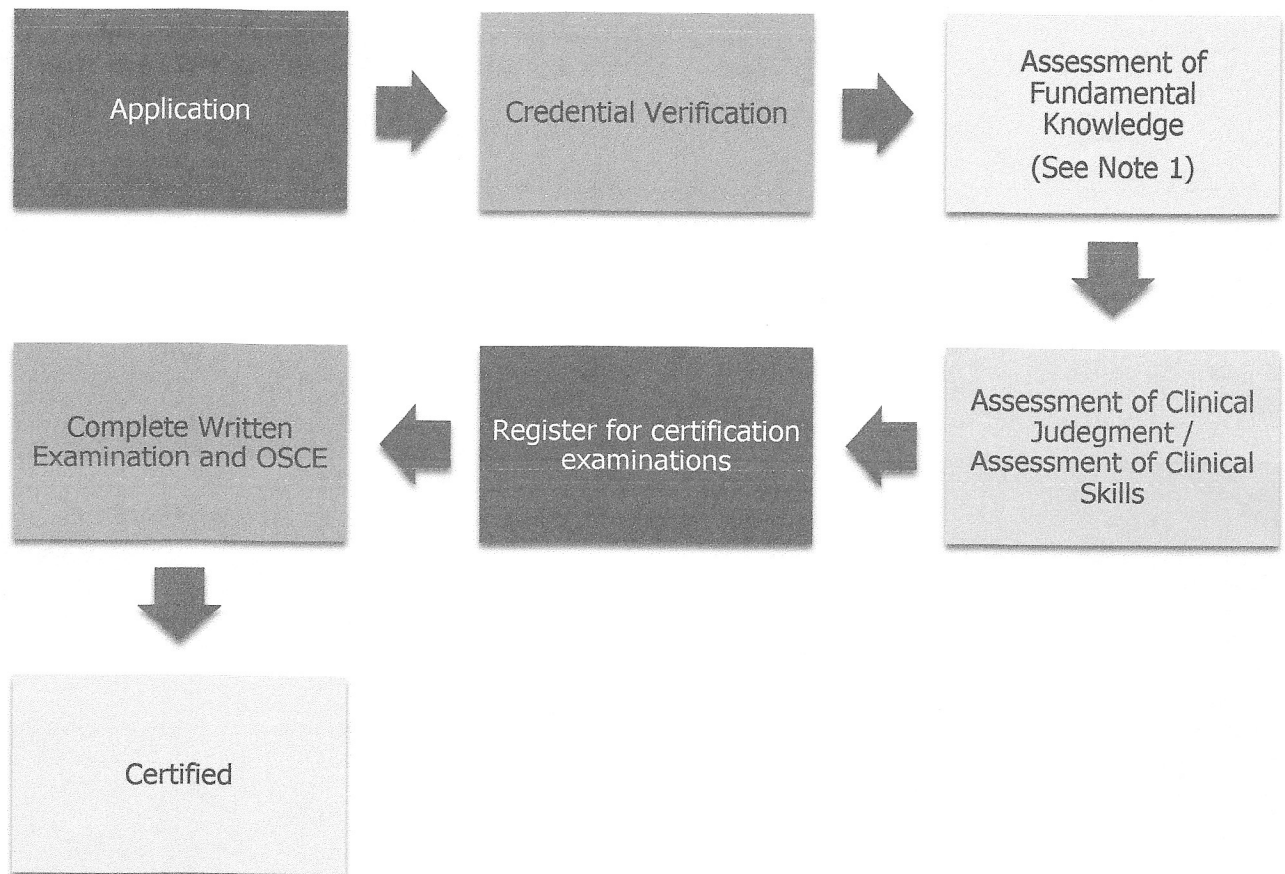 Application
Credential Verification
Assessment of
Fundamental
Knowledge
(See Note 1)
Assessment of Clinical
Judegment /
Assessment of Clinical
Skills
Register for certification
examinations
Complete Written
Examination and OSCE
Certified